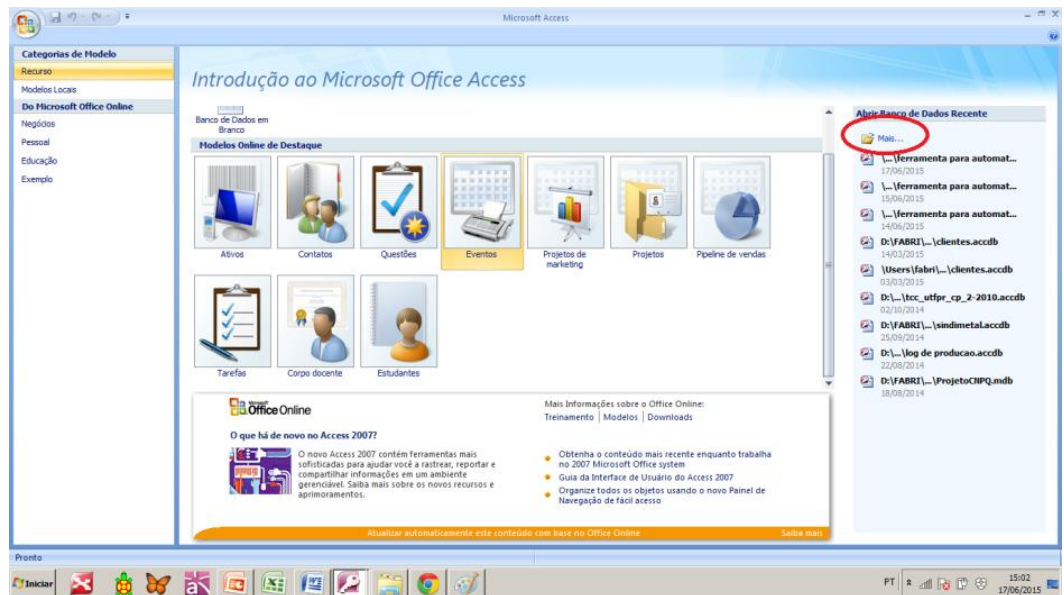 Microsoft Access
Categorias de Modelo
Recurso
Modelos Locais
Do Microsoft Office Online
Negócios
Pessoal
Educação
Exemplo
Introdução ao Microsoft Office Access
Banco de Dados em
Branco
Modelos Online de Destaque
Ativos
Contatos
Questões
Eventos
Projetos de
marketing
Projetos
Pipeline de vendas
Tarefas
Corpo docente
Estudantes
Microsoft
Office Online
O que há de novo no Access 2007?
O novo Access 2007 contém ferramentas mais
sofisticadas para ajudar você a rastrear, reportar e
compartilhar informações em um ambiente
gerenciável. Saiba mais sobre os novos recursos e
aprimoramentos.
Mais Informações sobre o Office Online:
Treinamento | Modelos | Downloads
Obtenha o conteúdo mais recente enquanto trabalha
no 2007 Microsoft Office system
Guia da Interface de Usuário do Access 2007
Organize todos os objetos usando o novo Painel de
Navegação de fácil acesso
Atualizar automaticamente este conteúdo com base no Office Online
Saiba mais
Abrir Banco de Dados Recente
Mais...
\...\ferramenta para automat...
17/06/2015
\...\ferramenta para automat...
15/06/2015
\...\ferramenta para automat...
14/06/2015
D:\FABRI\...\clientes.accdb
14/03/2015
\Users\fabri\...\clientes.accdb
03/03/2015
D:\...\tcc_utfpr_cp_2-2010.accdb
02/10/2014
D:\FABRI\...\sindimetal.accdb
25/09/2014
D:\...\log de producao.accdb
22/08/2014
D:\FABRI\...\ProjetoCNPQ.mdb
18/08/2014
Pronto
Iniciar
PT
15:02
17/06/2015